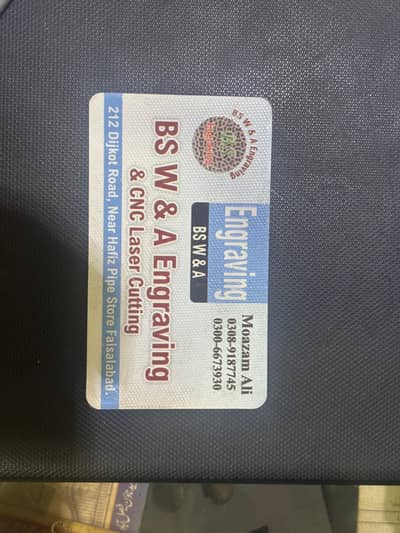 BS W & A Engraving
Engraving
BS W & A
Moazam Ali
0308-9187745
0300-6673930
BS W & A Engraving
& CNC Laser Cutting
212 Dijkot Road, Near Hafiz Pipe Store Faisalabad.